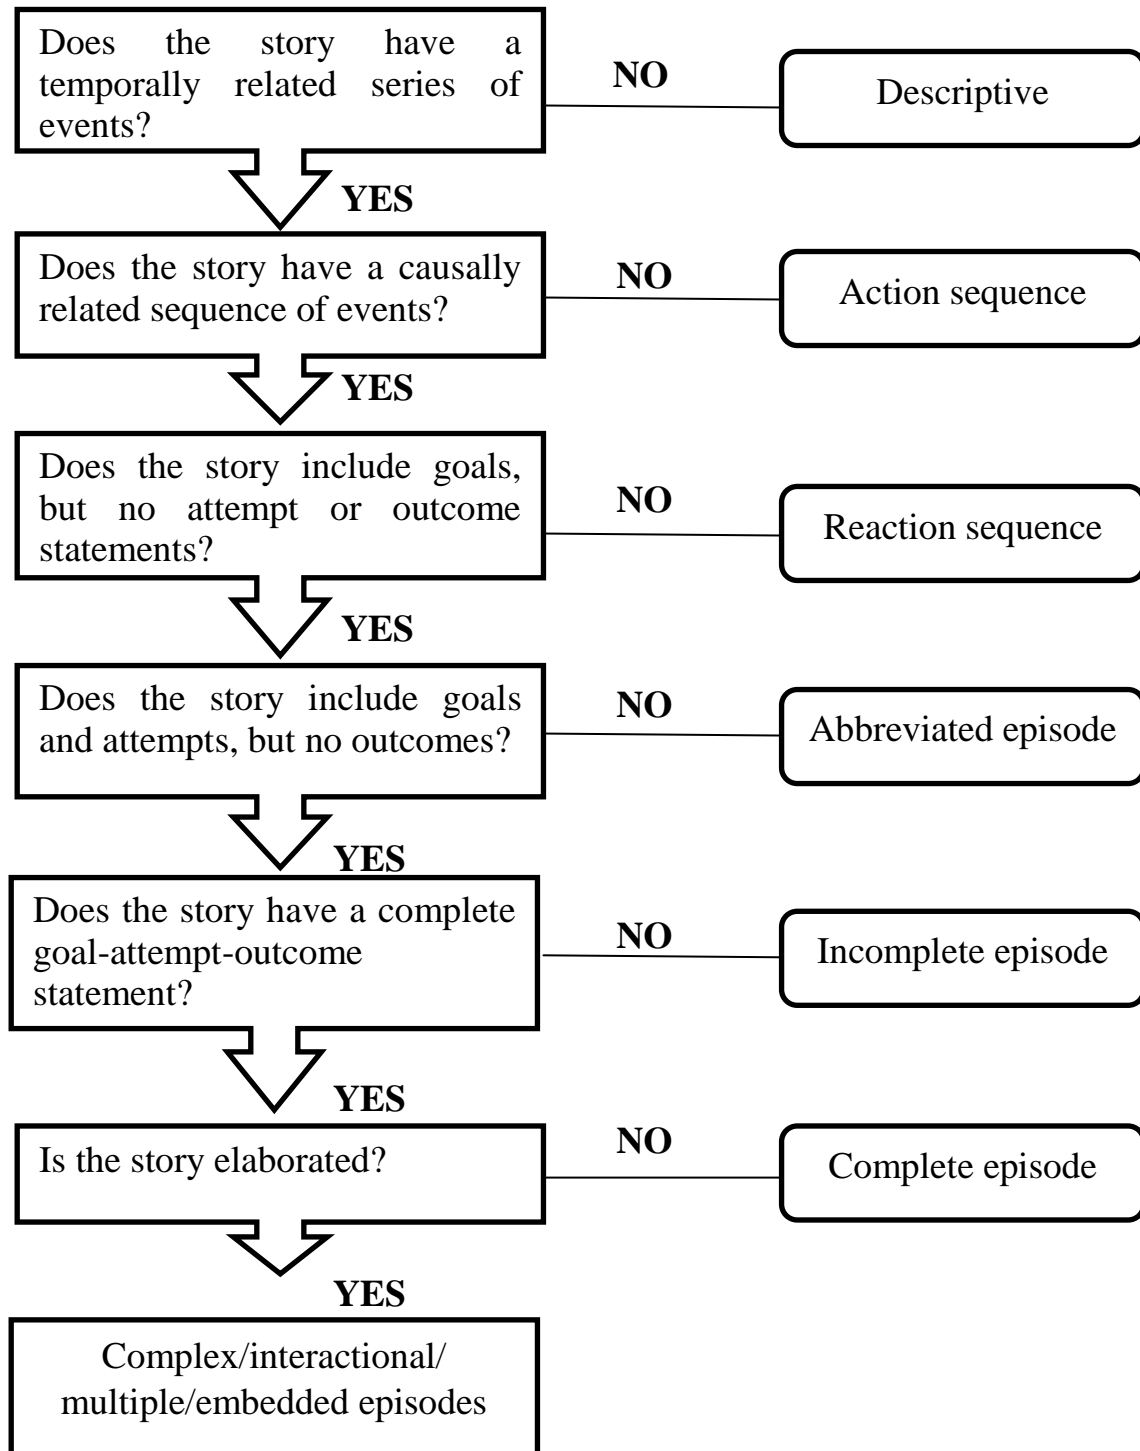 Does the story have a
temporally related series of
events?
NO
Descriptive
YES
Does the story have a causally
related sequence of events?
NO
Action sequence
YES
Does the story include goals,
but no attempt or outcome
statements?
NO
Reaction sequence
YES
Does the story include goals
and attempts, but no outcomes?
NO
Abbreviated episode
YES
Does the story have a complete
goal-attempt-outcome
statement?
NO
Incomplete episode
YES
Is the story elaborated?
NO
Complete episode
YES
Complex/interactional/
multiple/embedded episodes